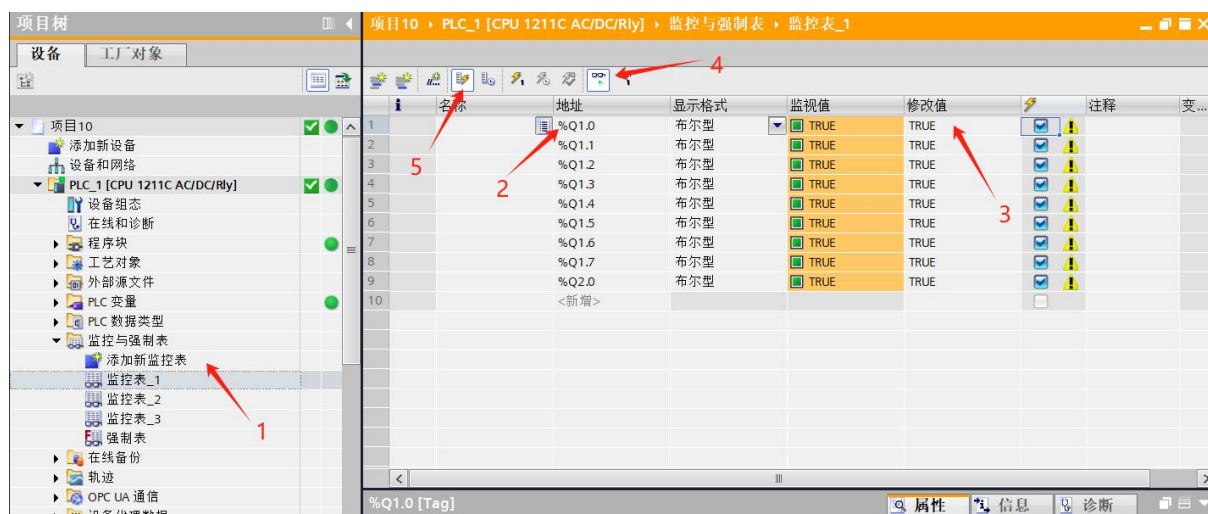 项目树
项目10 ▸ PLC_1 [CPU 1211C AC/DC/Rly] ▸ 监控与强制表 ▸ 监控表_1
设备 工厂对象
4
i 名称 地址 显示格式 监视值 修改值 注释 变...
1 %Q1.0 布尔型 TRUE TRUE
2 %Q1.1 布尔型 TRUE TRUE
3 %Q1.2 布尔型 TRUE TRUE
4 %Q1.3 布尔型 TRUE TRUE
5 %Q1.4 布尔型 TRUE TRUE
6 %Q1.5 布尔型 TRUE TRUE
7 %Q1.6 布尔型 TRUE TRUE
8 %Q1.7 布尔型 TRUE TRUE
9 %Q2.0 布尔型 TRUE TRUE
10 <新增>
5
2
3
项目10
添加新设备
设备和网络
PLC_1 [CPU 1211C AC/DC/Rly]
设备组态
在线和诊断
程序块
工艺对象
外部源文件
PLC 变量
PLC 数据类型
监控与强制表
添加新监控表
监控表_1
监控表_2
监控表_3
强制表
1
在线备份
轨迹
OPC UA 通信
%Q1.0 [Tag]
属性 信息 诊断